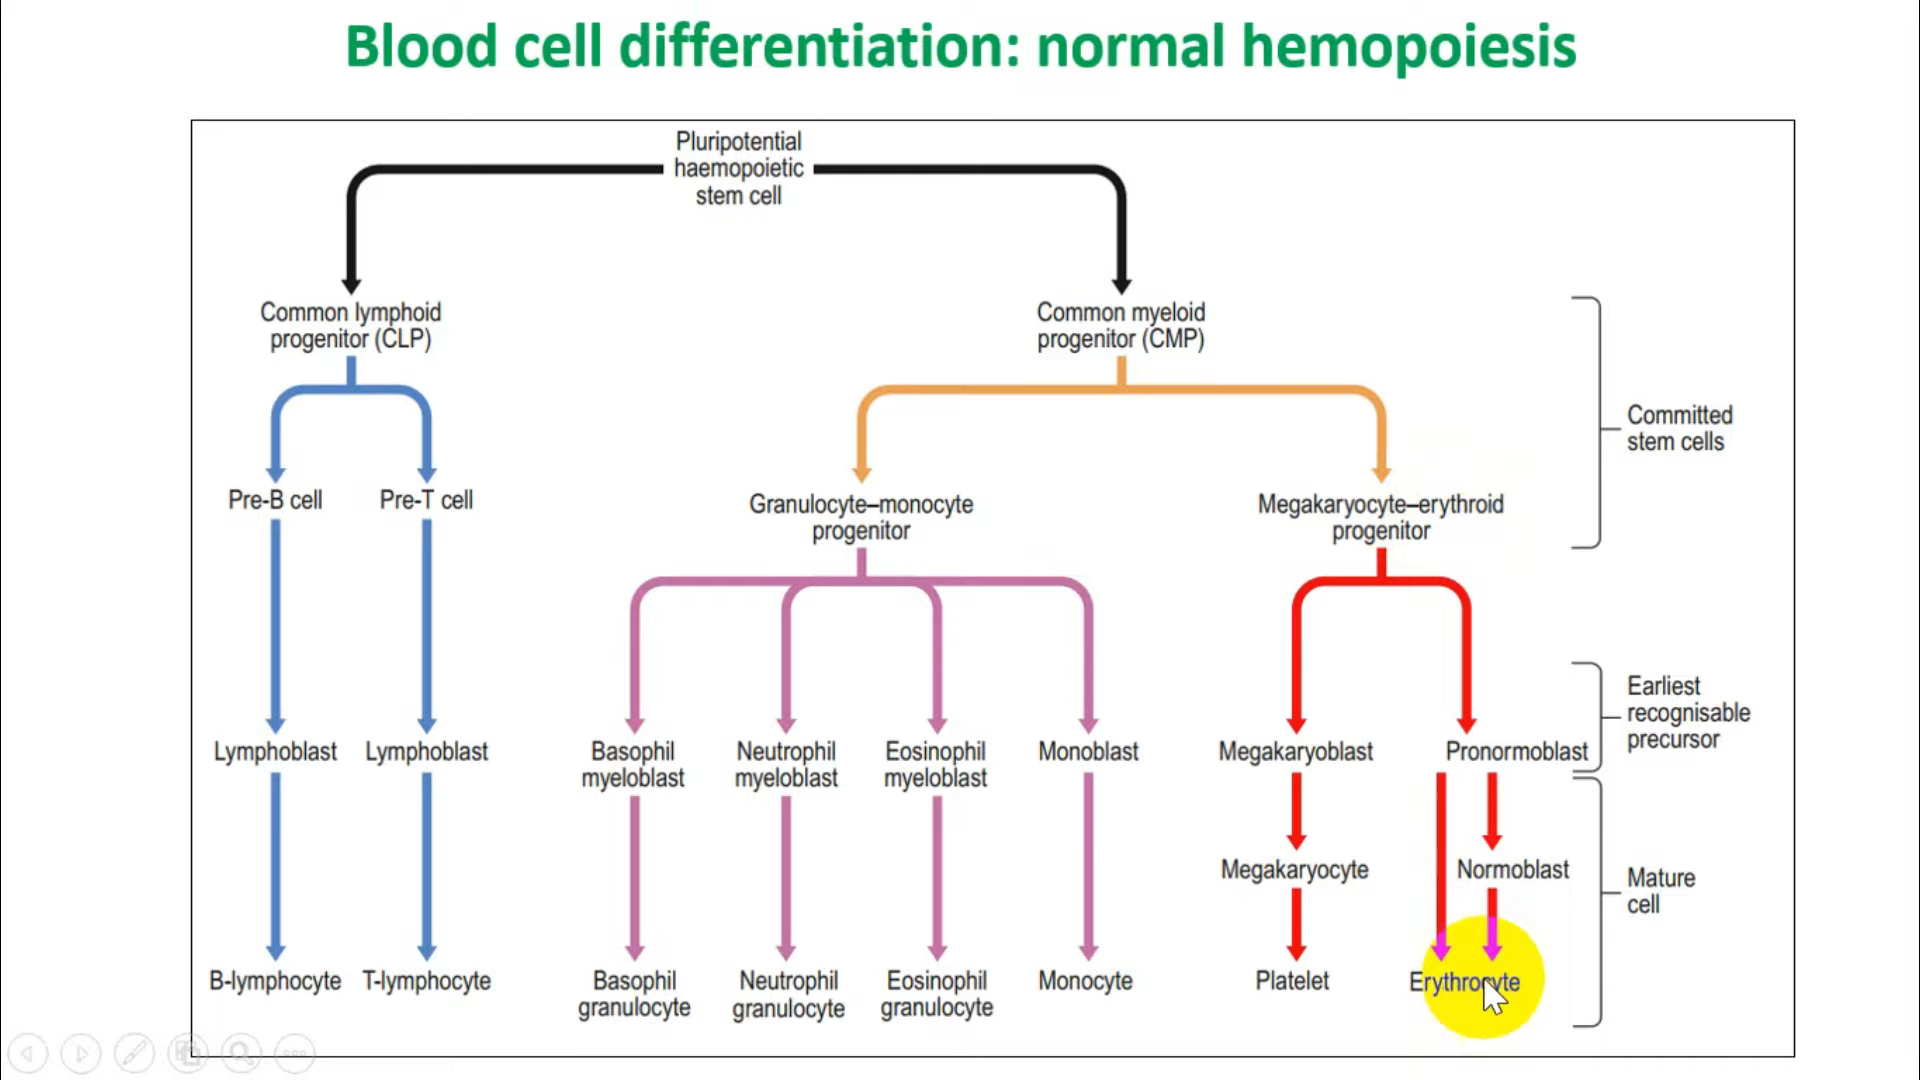 Blood cell differentiation: normal hemopoiesis
Pluripotential
haemopoietic
stem cell
Common lymphoid
progenitor (CLP)
Common myeloid
progenitor (CMP)
Committed
stem cells
Pre-B cell
Pre-T cell
Granulocyte–monocyte
progenitor
Megakaryocyte–erythroid
progenitor
Earliest
recognisable
precursor
Lymphoblast
Lymphoblast
Basophil
myeloblast
Neutrophil
myeloblast
Eosinophil
myeloblast
Monoblast
Megakaryoblast
Pronormoblast
Megakaryocyte
Normoblast
Mature
cell
B-lymphocyte
T-lymphocyte
Basophil
granulocyte
Neutrophil
granulocyte
Eosinophil
granulocyte
Monocyte
Platelet
Erythrocyte